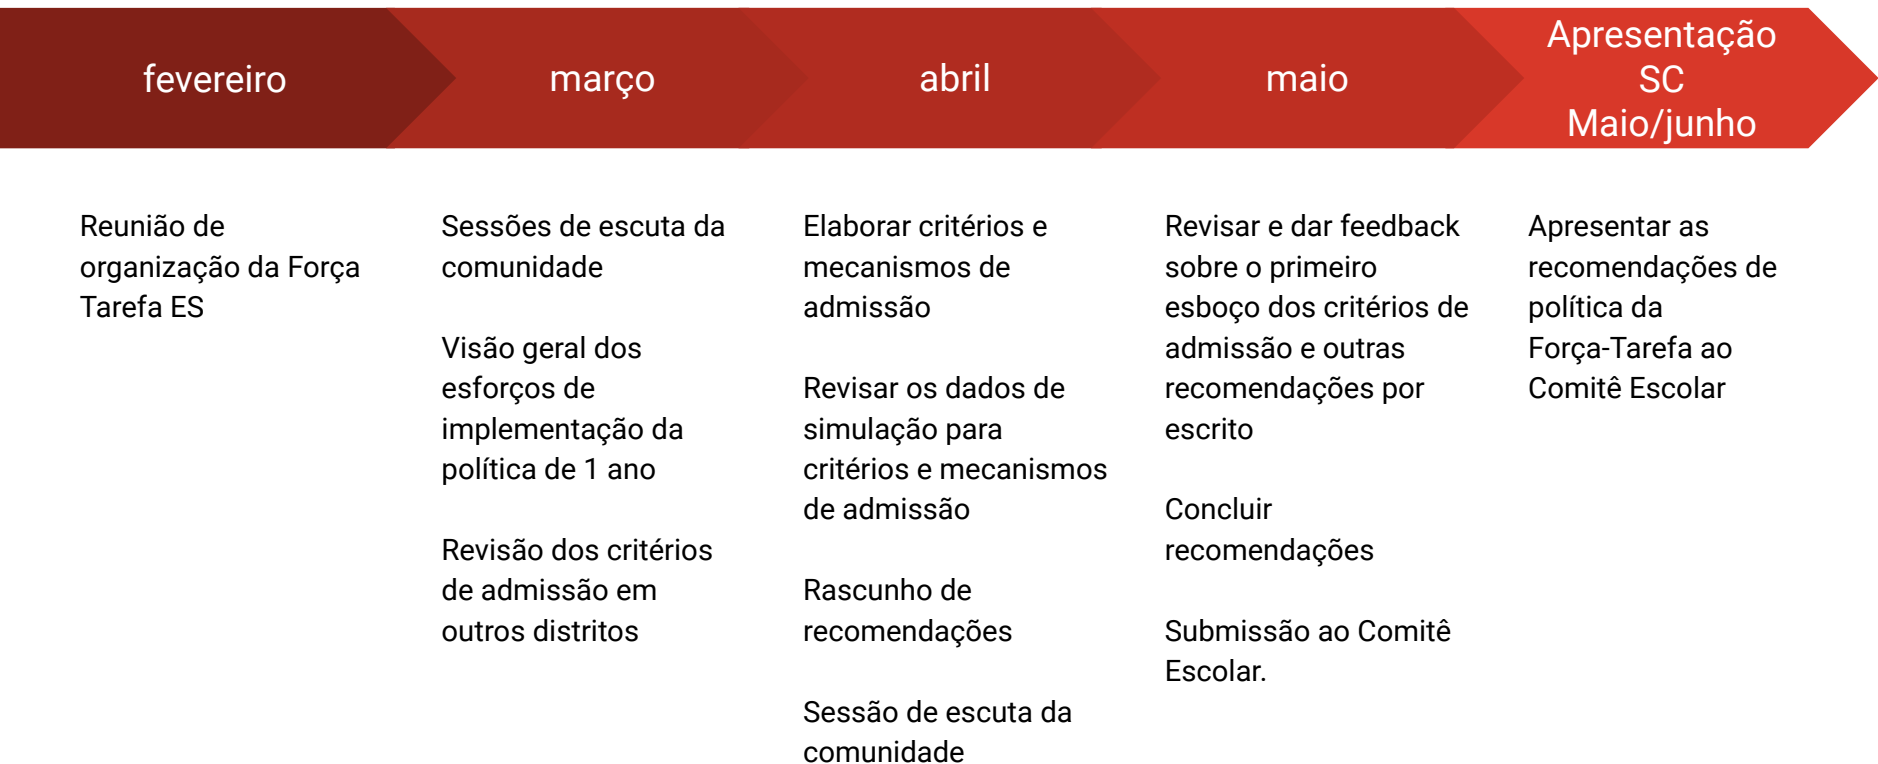 fevereiro
março
abril
maio
Apresentação
SC
Maio/junho
Reunião de
organização da Força
Tarefa ES
Sessões de escuta da
comunidade
Visão geral dos
esforços de
implementação da
política de 1 ano
Revisão dos critérios
de admissão em
outros distritos
Elaborar critérios e
mecanismos de
admissão
Revisar os dados de
simulação para
critérios e mecanismos
de admissão
Rascunho de
recomendações
Sessão de escuta da
comunidade
Revisar e dar feedback
sobre o primeiro
esboço dos critérios de
admissão e outras
recomendações por
escrito
Concluir
recomendações
Submissão ao Comitê
Escolar.
Apresentar as
recomendações de
política da
Força-Tarefa ao
Comitê Escolar